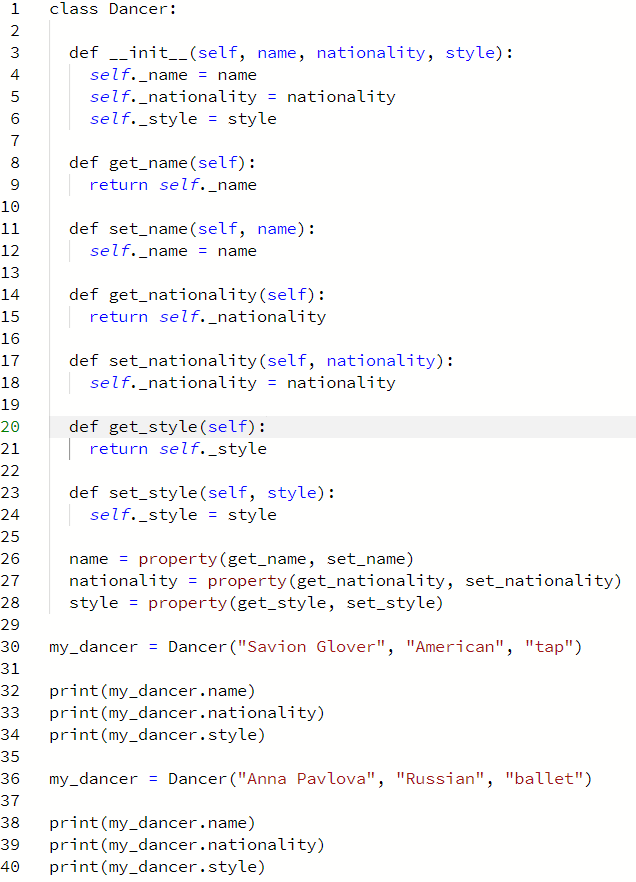 1 class Dancer:
2
3   def __init__(self, name, nationality, style):
4     self._name = name
5     self._nationality = nationality
6     self._style = style
7
8   def get_name(self):
9     return self._name
10
11   def set_name(self, name):
12     self._name = name
13
14   def get_nationality(self):
15     return self._nationality
16
17   def set_nationality(self, nationality):
18     self._nationality = nationality
19
20   def get_style(self):
21     return self._style
22
23   def set_style(self, style):
24     self._style = style
25
26   name = property(get_name, set_name)
27   nationality = property(get_nationality, set_nationality)
28   style = property(get_style, set_style)
29
30 my_dancer = Dancer("Savion Glover", "American", "tap")
31
32 print(my_dancer.name)
33 print(my_dancer.nationality)
34 print(my_dancer.style)
35
36 my_dancer = Dancer("Anna Pavlova", "Russian", "ballet")
37
38 print(my_dancer.name)
39 print(my_dancer.nationality)
40 print(my_dancer.style)